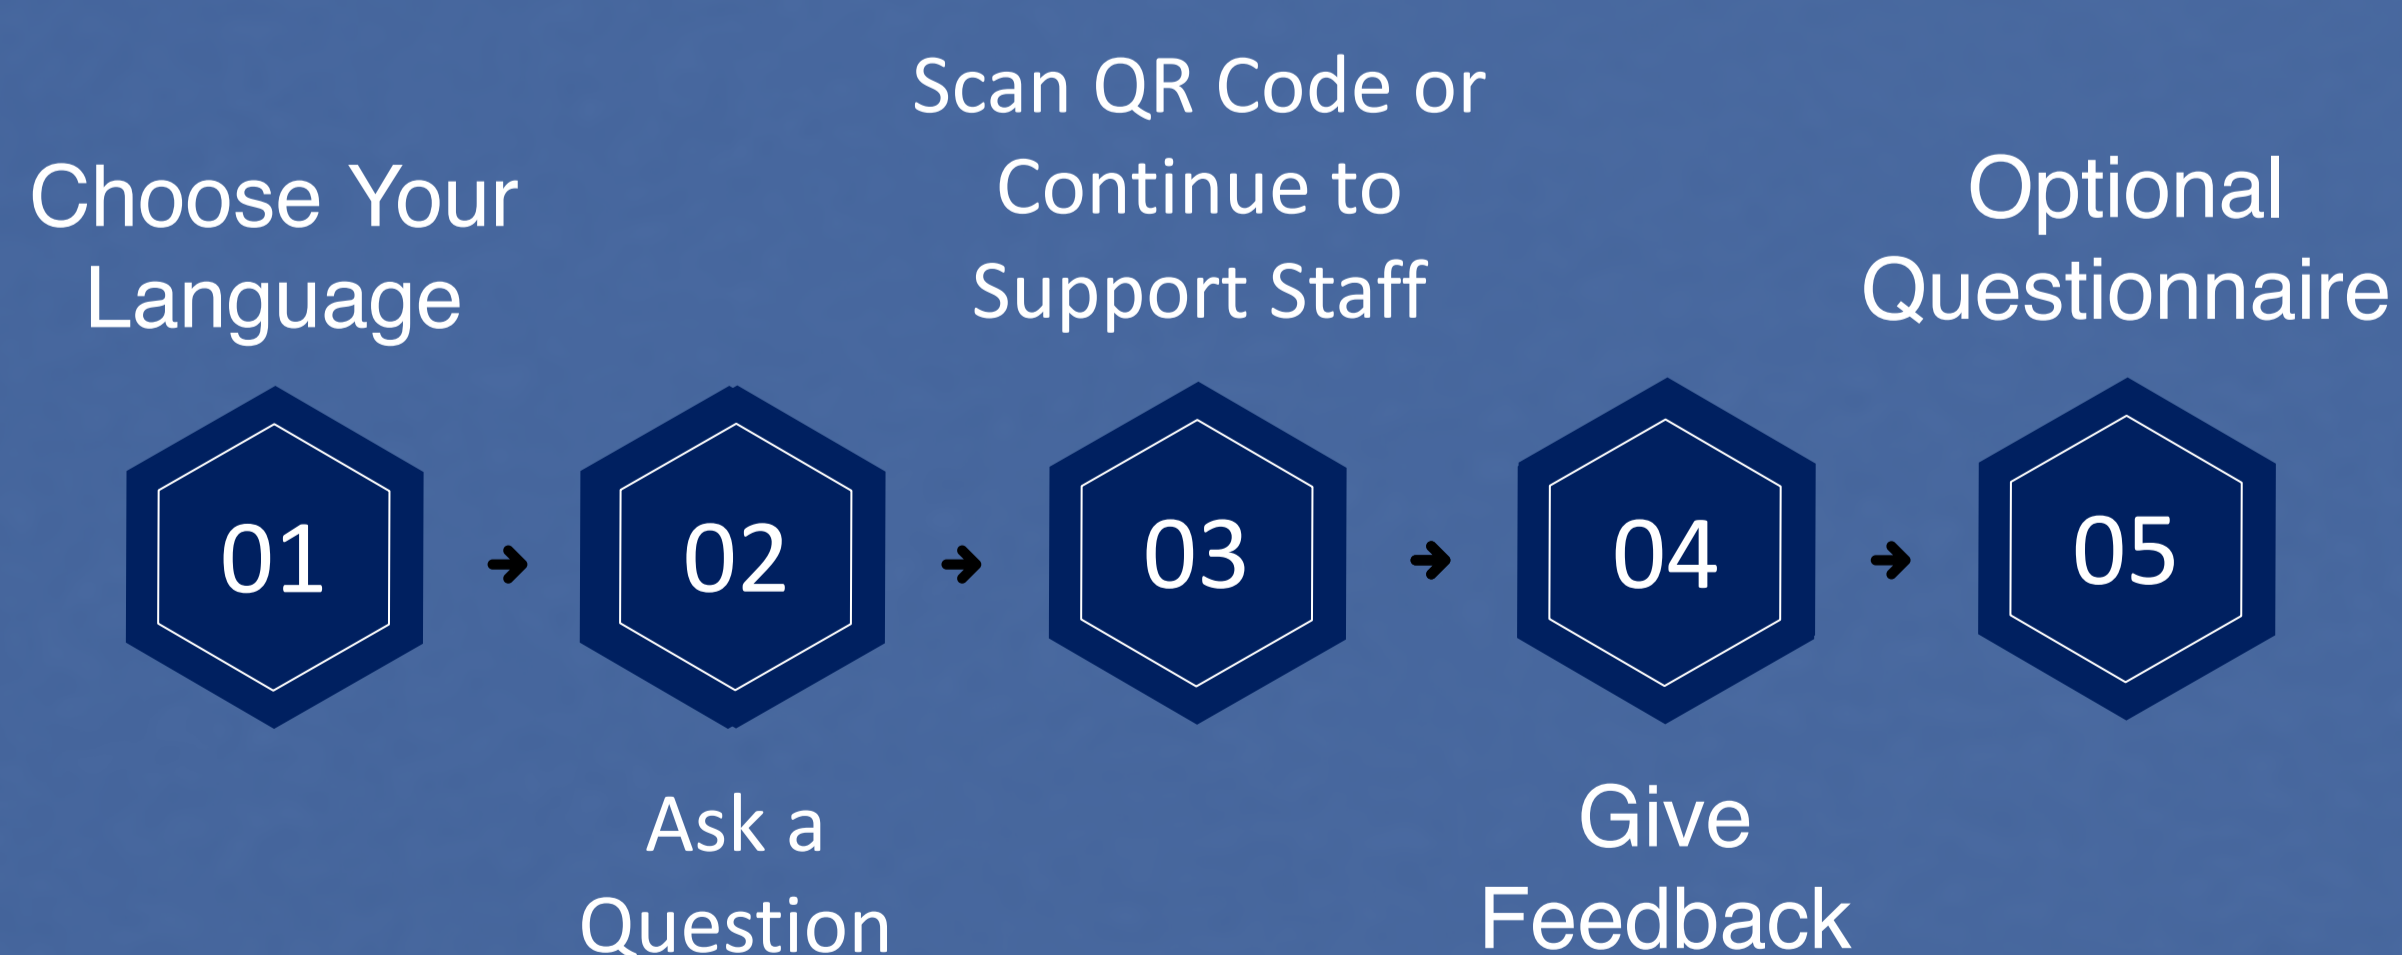 Choose Your
Language
01
02
Ask a
Question
Scan QR Code or
Continue to
Support Staff
03
04
Give
Feedback
Optional
Questionnaire
05